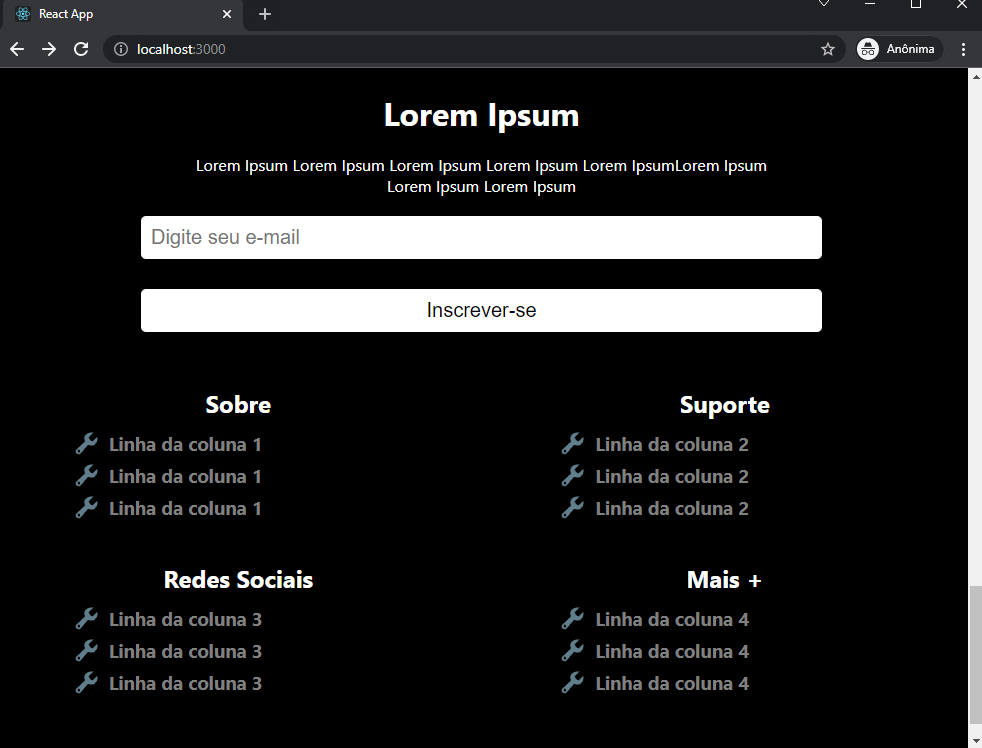 React App
localhost:3000
Anônima
Lorem Ipsum
Lorem Ipsum Lorem Ipsum Lorem Ipsum Lorem Ipsum Lorem IpsumLorem Ipsum
Lorem Ipsum Lorem Ipsum
Digite seu e-mail
Inscrever-se
Sobre
Linha da coluna 1
Linha da coluna 1
Linha da coluna 1
Suporte
Linha da coluna 2
Linha da coluna 2
Linha da coluna 2
Redes Sociais
Linha da coluna 3
Linha da coluna 3
Linha da coluna 3
Mais +
Linha da coluna 4
Linha da coluna 4
Linha da coluna 4